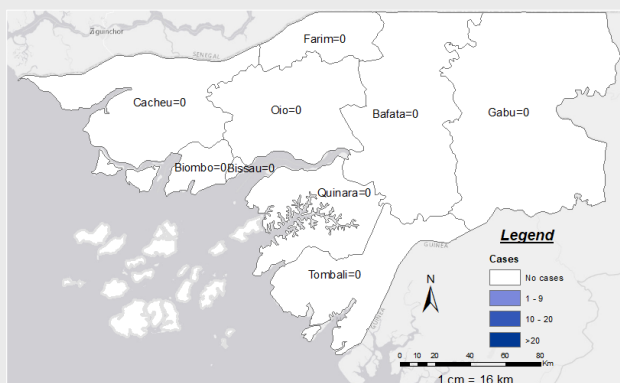 Ziguinchor
SENEGAL
Farim=0
Cacheu=0
Oio=0
Bafata=0
Gabu=0
Biombo=0
Bissau=0
Quinara=0
GUINEA
Tombali=0
GUINEA
Legend
Cases
No cases
1 - 9
10 - 20
>20
N
0 10 20 40 60 80
Km
1 cm = 16 km